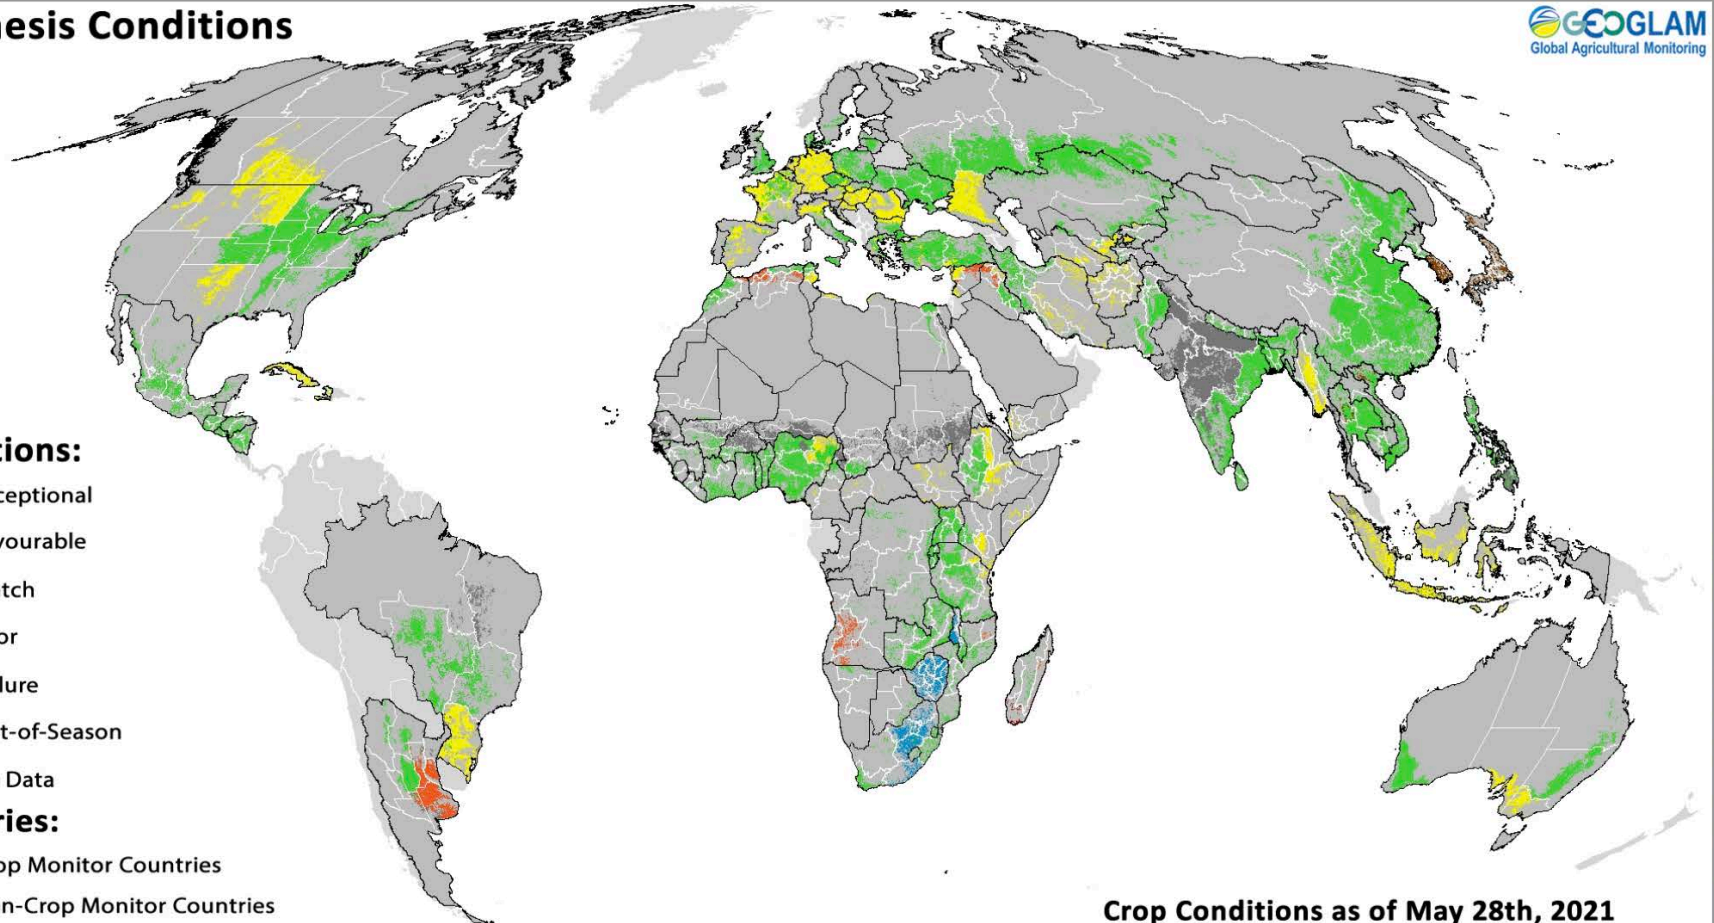 nesis Conditions
GEOGLAM
Global Agricultural Monitoring
tions:
ceptional
vourable
tch
or
lure
t-of-Season
Data
ries:
op Monitor Countries
n-Crop Monitor Countries
Crop Conditions as of May 28th, 2021